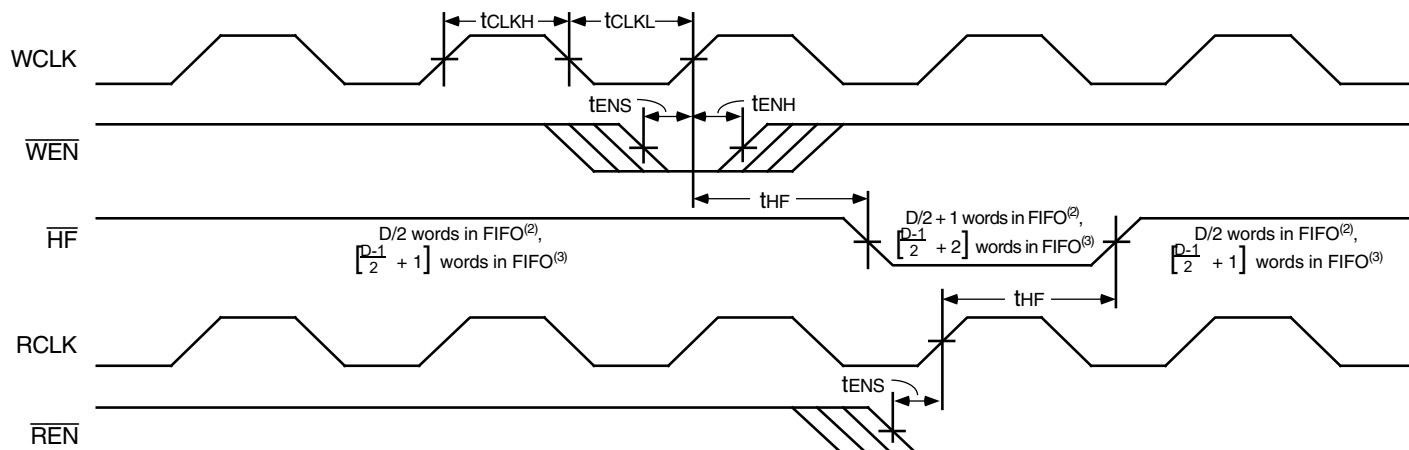 tCLKH tCLKL
WCLK
tENS tENH
WEN
tHF
HF
D/2 words in FIFO(2),
[D-1/2 + 1] words in FIFO(3)
D/2 + 1 words in FIFO(2),
[D-1/2 + 2] words in FIFO(3)
D/2 words in FIFO(2),
[D-1/2 + 1] words in FIFO(3)
tHF
RCLK
tENS
REN